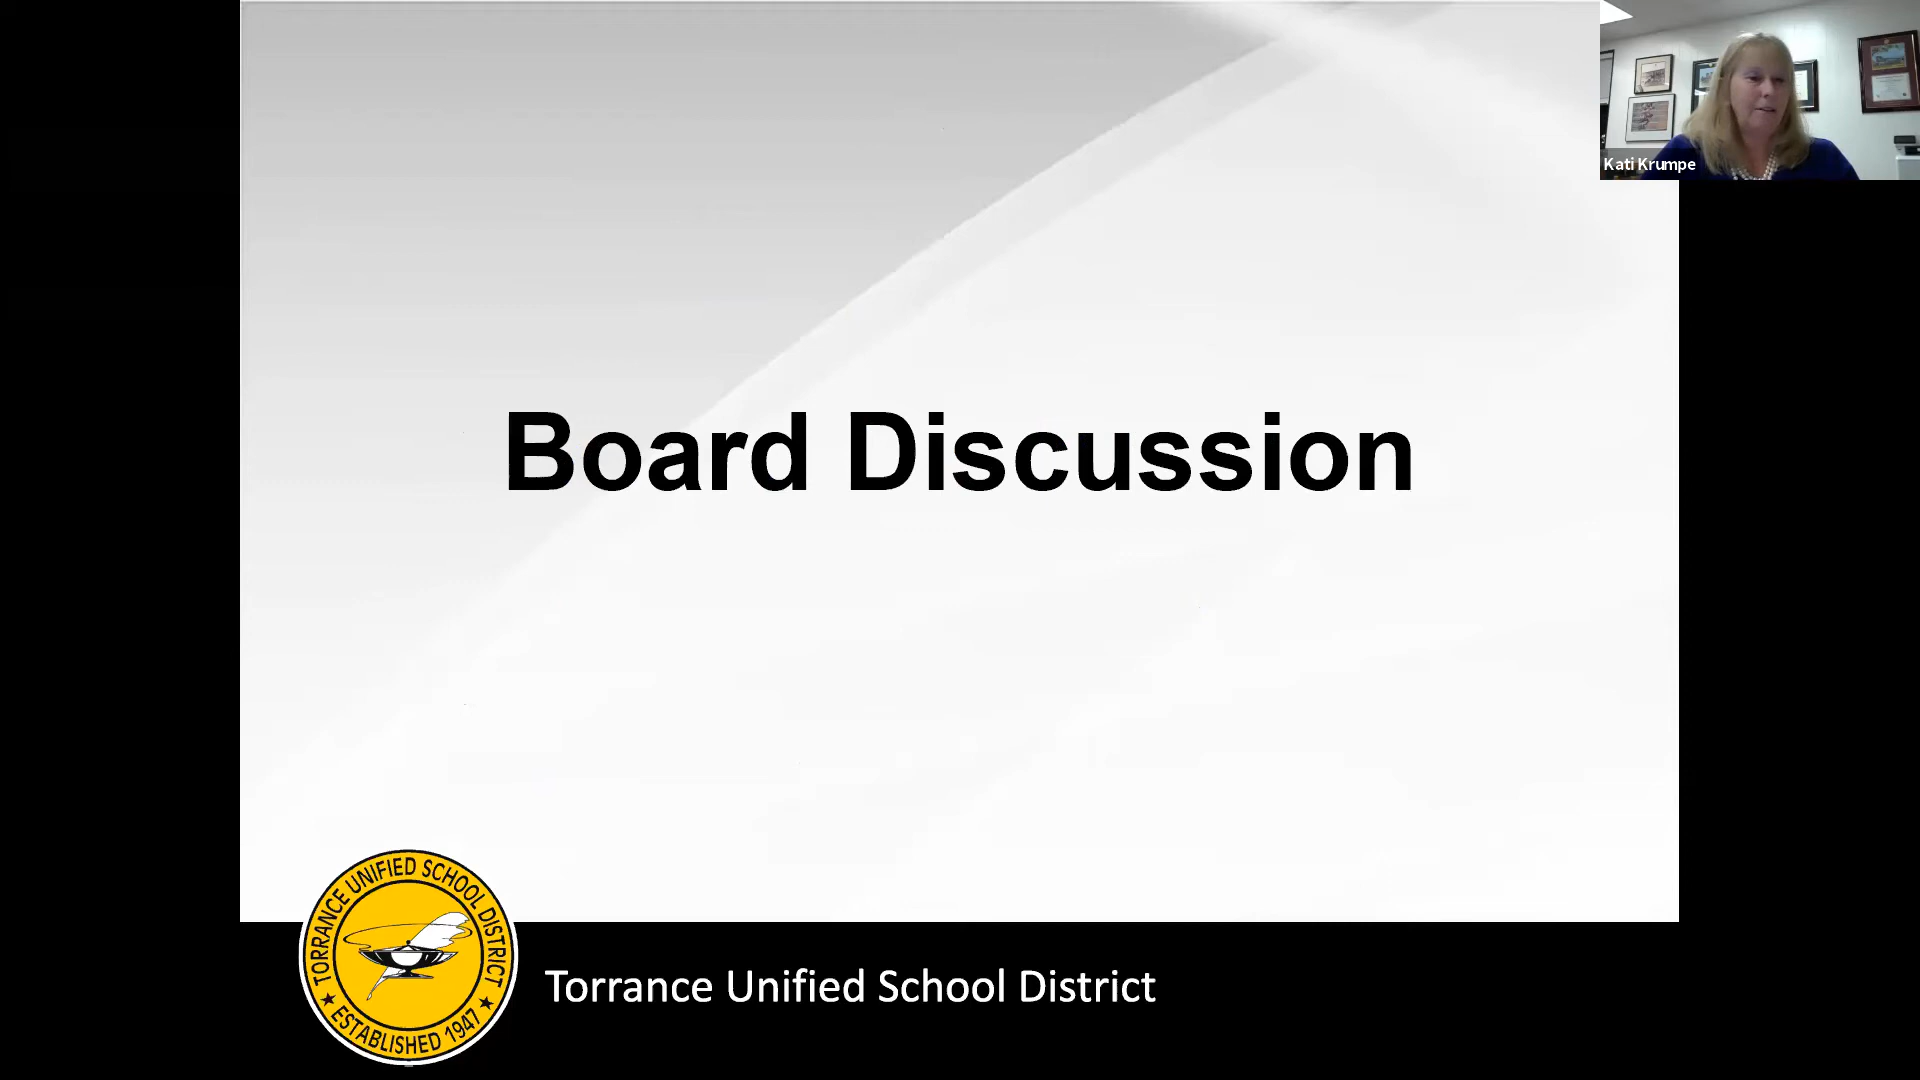 Kati Krumpe
Board Discussion
TORRANCE UNIFIED SCHOOL DISTRICT
★ ESTABLISHED 1947 ★
Torrance Unified School District